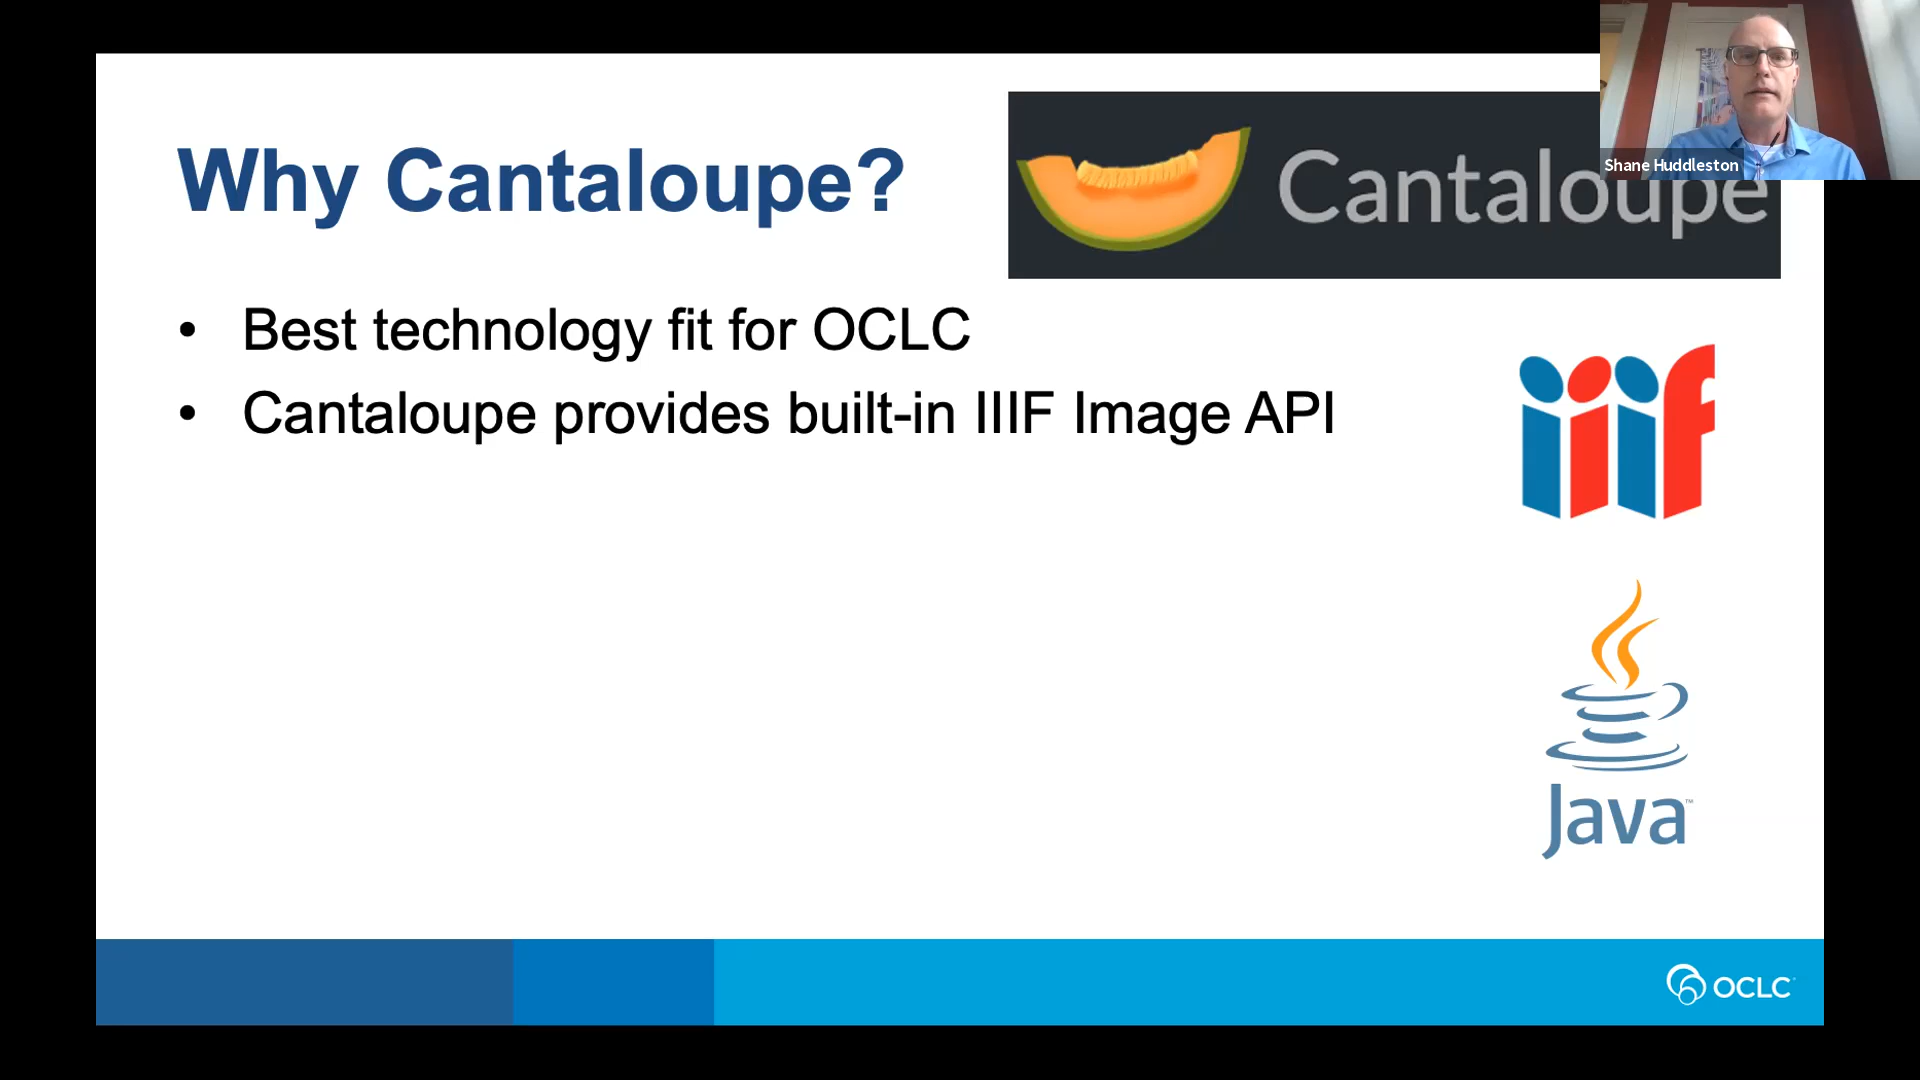 Why Cantaloupe?
Cantaloupe
Shane Huddleston
• Best technology fit for OCLC
• Cantaloupe provides built-in IIIF Image API
iiif
Java™
OCLC